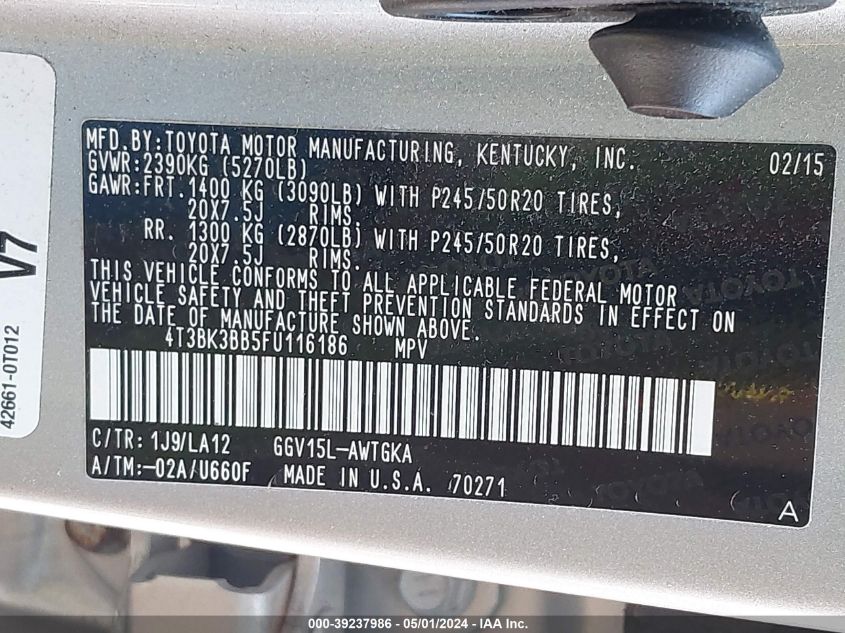 MFD.BY:TOYOTA MOTOR MANUFACTURING, KENTUCKY, INC. 02/15
GVWR:2390KG (5270LB)
GAWR:FRT.1400 KG (3090LB) WITH P245/50R20 TIRES,
20X7.5J RIMS.
RR. 1300 KG (2870LB) WITH P245/50R20 TIRES,
20X7.5J RIMS.
THIS VEHICLE CONFORMS TO ALL APPLICABLE FEDERAL MOTOR
VEHICLE SAFETY AND THEFT PREVENTION STANDARDS IN EFFECT ON
THE DATE OF MANUFACTURE SHOWN ABOVE.
4T3BK3BB5FU116186 MPV
C/TR: 1J9/LA12 GGV15L-AWTGKA
A/TM:-02A/U660F MADE IN U.S.A. 70271
A
V7
42661-0T012
TOYOTA
TOYOTA
000-39237986 - 05/01/2024 - IAA Inc.